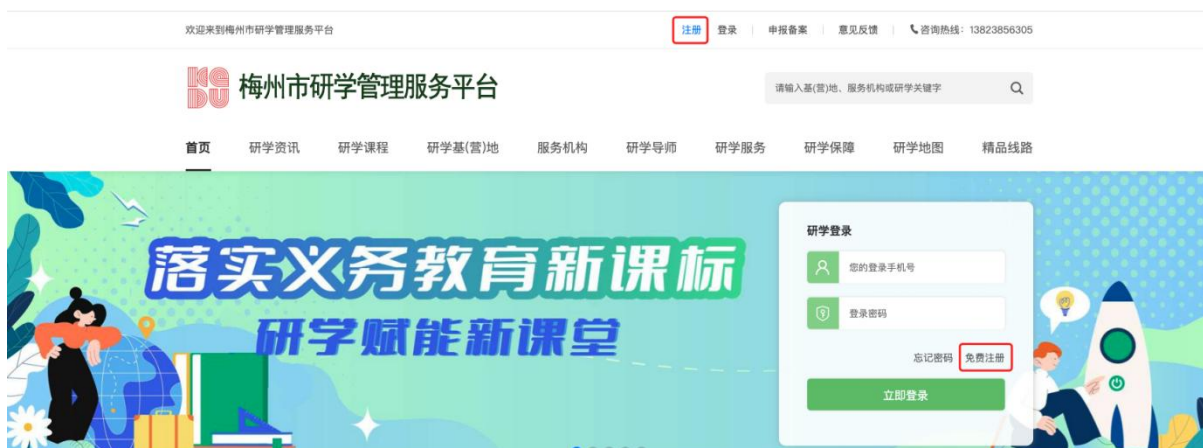 欢迎来到梅州市研学管理服务平台
注册 登录 申报备案 意见反馈 咨询热线：13823856305
KE
DU
梅州市研学管理服务平台
请输入基(营)地、服务机构或研学关键字
首页 研学资讯 研学课程 研学基(营)地 服务机构 研学导师 研学服务 研学保障 研学地图 精品线路
落实义务教育新课标
研学赋能新课堂
研学登录
您的登录手机号
登录密码
忘记密码 免费注册
立即登录